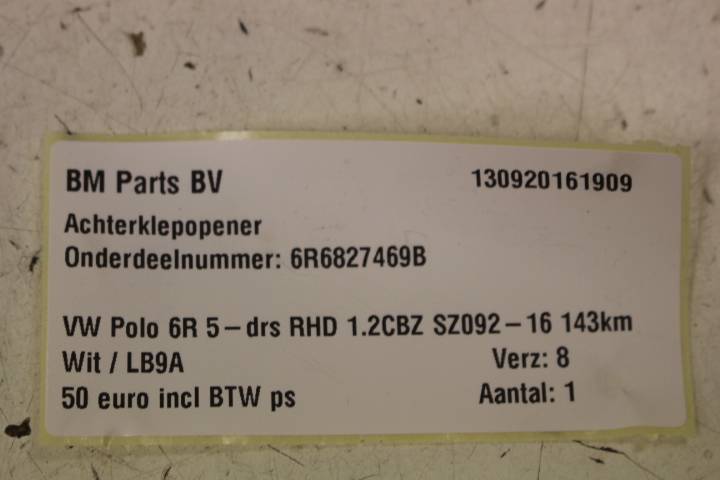 BM Parts BV 130920161909
Achterklepopener
Onderdeelnummer: 6R6827469B
VW Polo 6R 5-drs RHD 1.2CBZ SZ092-16 143km
Wit / LB9A Verz: 8
50 euro incl BTW ps Aantal: 1